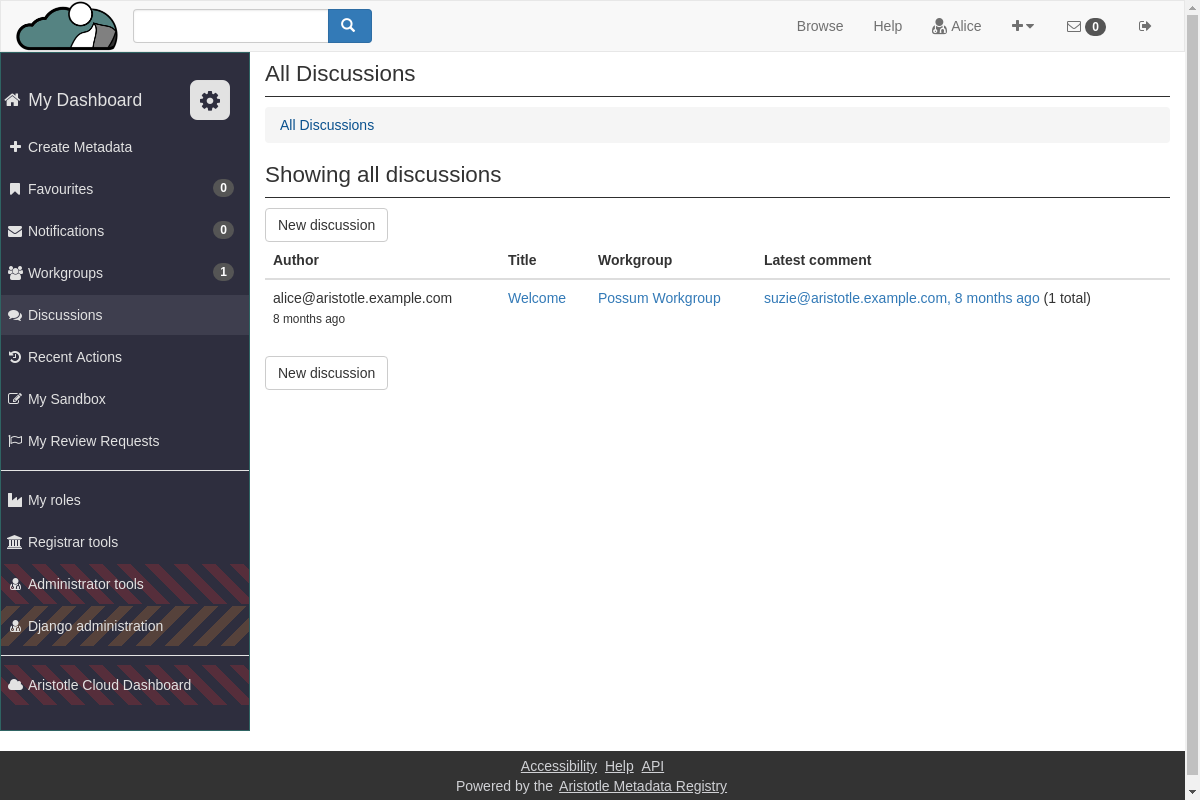 Browse Help Alice 0
My Dashboard
Create Metadata
Favourites 0
Notifications 0
Workgroups 1
Discussions
Recent Actions
My Sandbox
My Review Requests
My roles
Registrar tools
Administrator tools
Django administration
Aristotle Cloud Dashboard
All Discussions
All Discussions
Showing all discussions
New discussion
Author Title Workgroup Latest comment
alice@aristotle.example.com Welcome Possum Workgroup suzie@aristotle.example.com, 8 months ago (1 total)
8 months ago
New discussion
Accessibility Help API
Powered by the Aristotle Metadata Registry